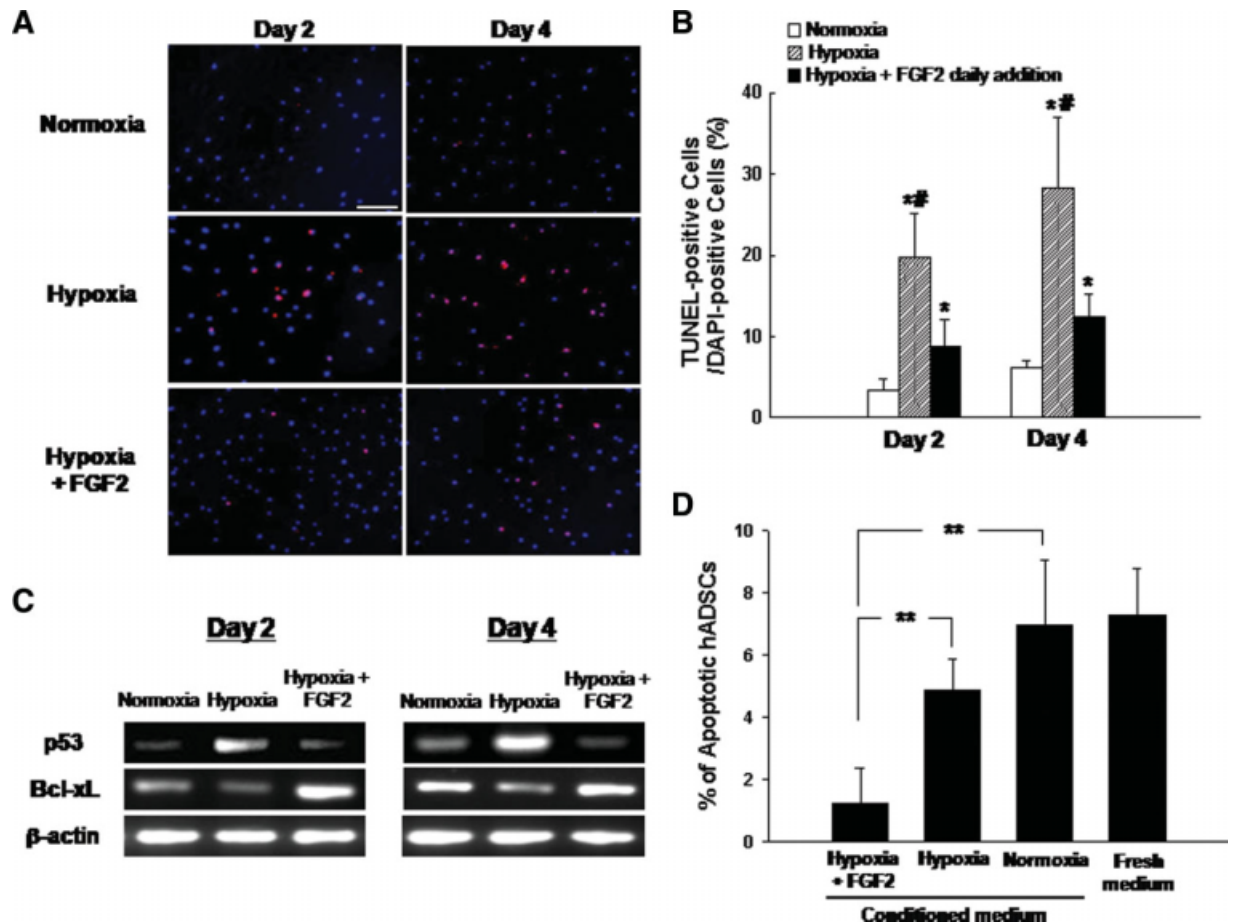 A
Day 2
Day 4
Normoxia
Hypoxia
Hypoxia
+ FGF2
B
Normoxia
Hypoxia
Hypoxia + FGF2 daily addition
TUNEL-positive Cells
/DAPI-positive Cells (%)
40
30
20
10
0
*#
*
*#
*
Day 2
Day 4
C
Day 2
Day 4
Normoxia Hypoxia Hypoxia +
FGF2
Normoxia Hypoxia Hypoxia +
FGF2
p53
Bcl-xL
β-actin
D
% of Apoptotic hADSCs
10
8
6
4
2
0
**
**
Hypoxia
+ FGF2
Hypoxia
Normoxia
Fresh
medium
Conditioned medium